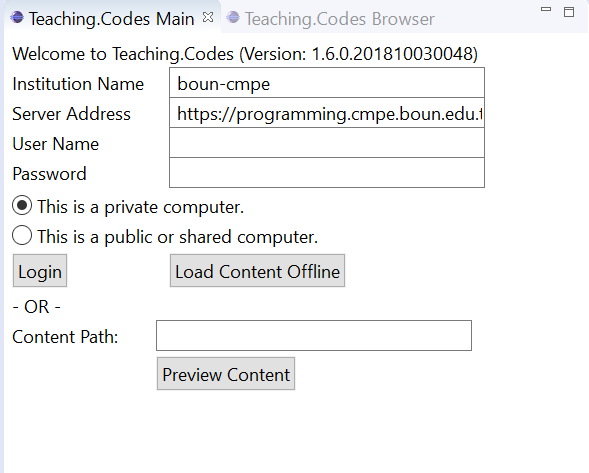 Teaching.Codes Main Teaching.Codes Browser
Welcome to Teaching.Codes (Version: 1.6.0.201810030048)
Institution Name boun-cmpe
Server Address https://programming.cmpe.boun.edu.t
User Name
Password
This is a private computer.
This is a public or shared computer.
Login Load Content Offline
- OR -
Content Path:
Preview Content